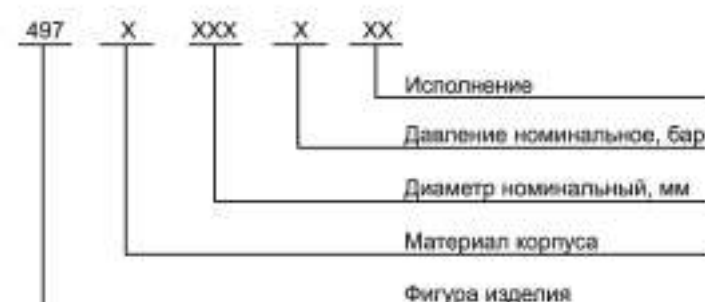 497 X XXX X XX
Исполнение
Давление номинальное, бар
Диаметр номинальный, мм
Материал корпуса
Фигура изделия